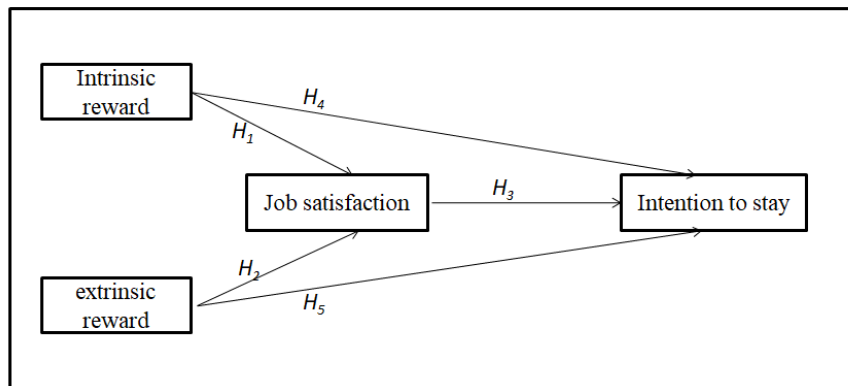 Intrinsic
reward
H4
H1
Job satisfaction
H3
Intention to stay
H2
extrinsic
reward
H5